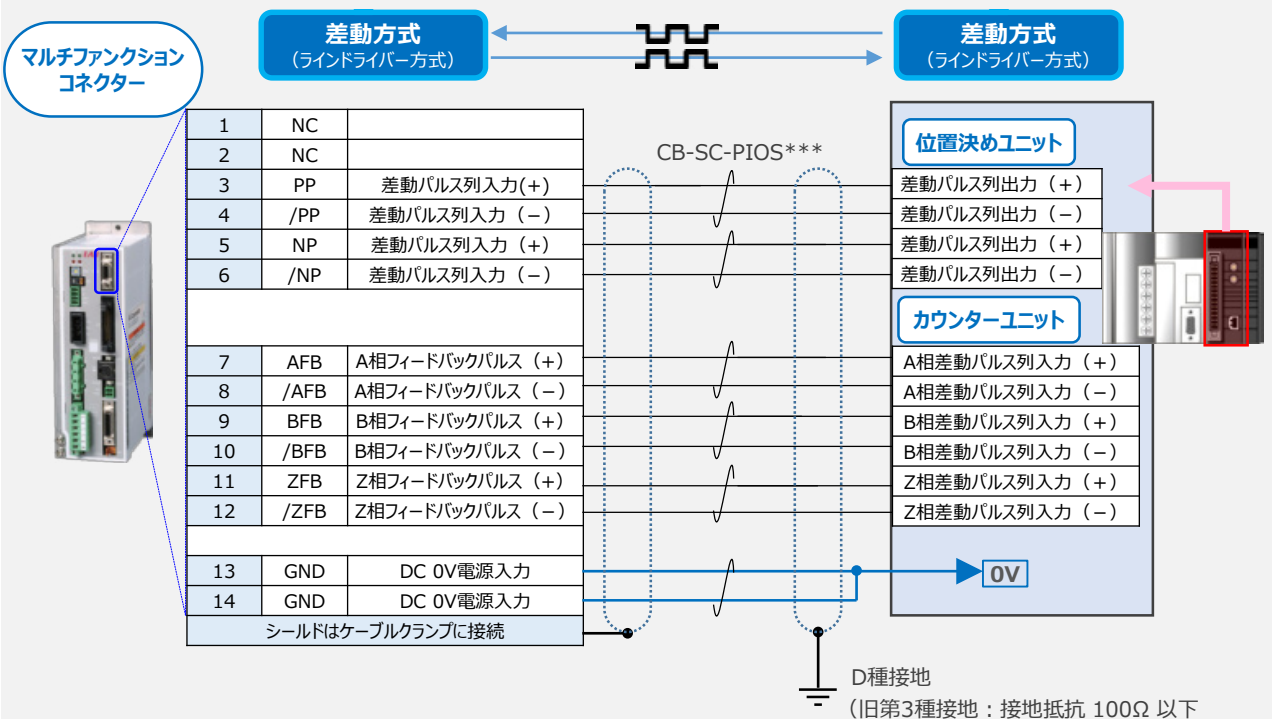 マルチファンクション
コネクター
差動方式
（ラインドライバー方式）
差動方式
（ラインドライバー方式）
CB-SC-PIOS***
1 NC
2 NC
3 PP 差動パルス列入力(+)
4 /PP 差動パルス列入力（－）
5 NP 差動パルス列入力（+）
6 /NP 差動パルス列入力（－）
7 AFB A相フィードバックパルス（+）
8 /AFB A相フィードバックパルス（－）
9 BFB B相フィードバックパルス（+）
10 /BFB B相フィードバックパルス（－）
11 ZFB Z相フィードバックパルス（+）
12 /ZFB Z相フィードバックパルス（－）
13 GND DC 0V電源入力
14 GND DC 0V電源入力
シールドはケーブルクランプに接続
位置決めユニット
差動パルス列出力（+）
差動パルス列出力（－）
差動パルス列出力（+）
差動パルス列出力（－）
カウンターユニット
A相差動パルス列入力（+）
A相差動パルス列入力（－）
B相差動パルス列入力（+）
B相差動パルス列入力（－）
Z相差動パルス列入力（+）
Z相差動パルス列入力（－）
0V
D種接地
（旧第3種接地：接地抵抗 100Ω 以下